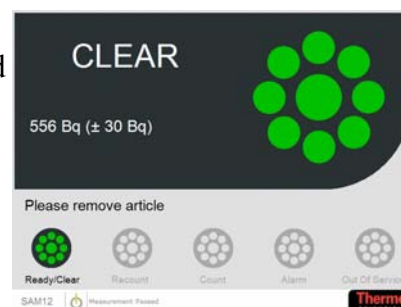 CLEAR
556 Bq (± 30 Bq)
Please remove article
Ready/Clear
Recount
Count
Alarm
Out Of Service
SAM12
Measurement Passed
Thermo